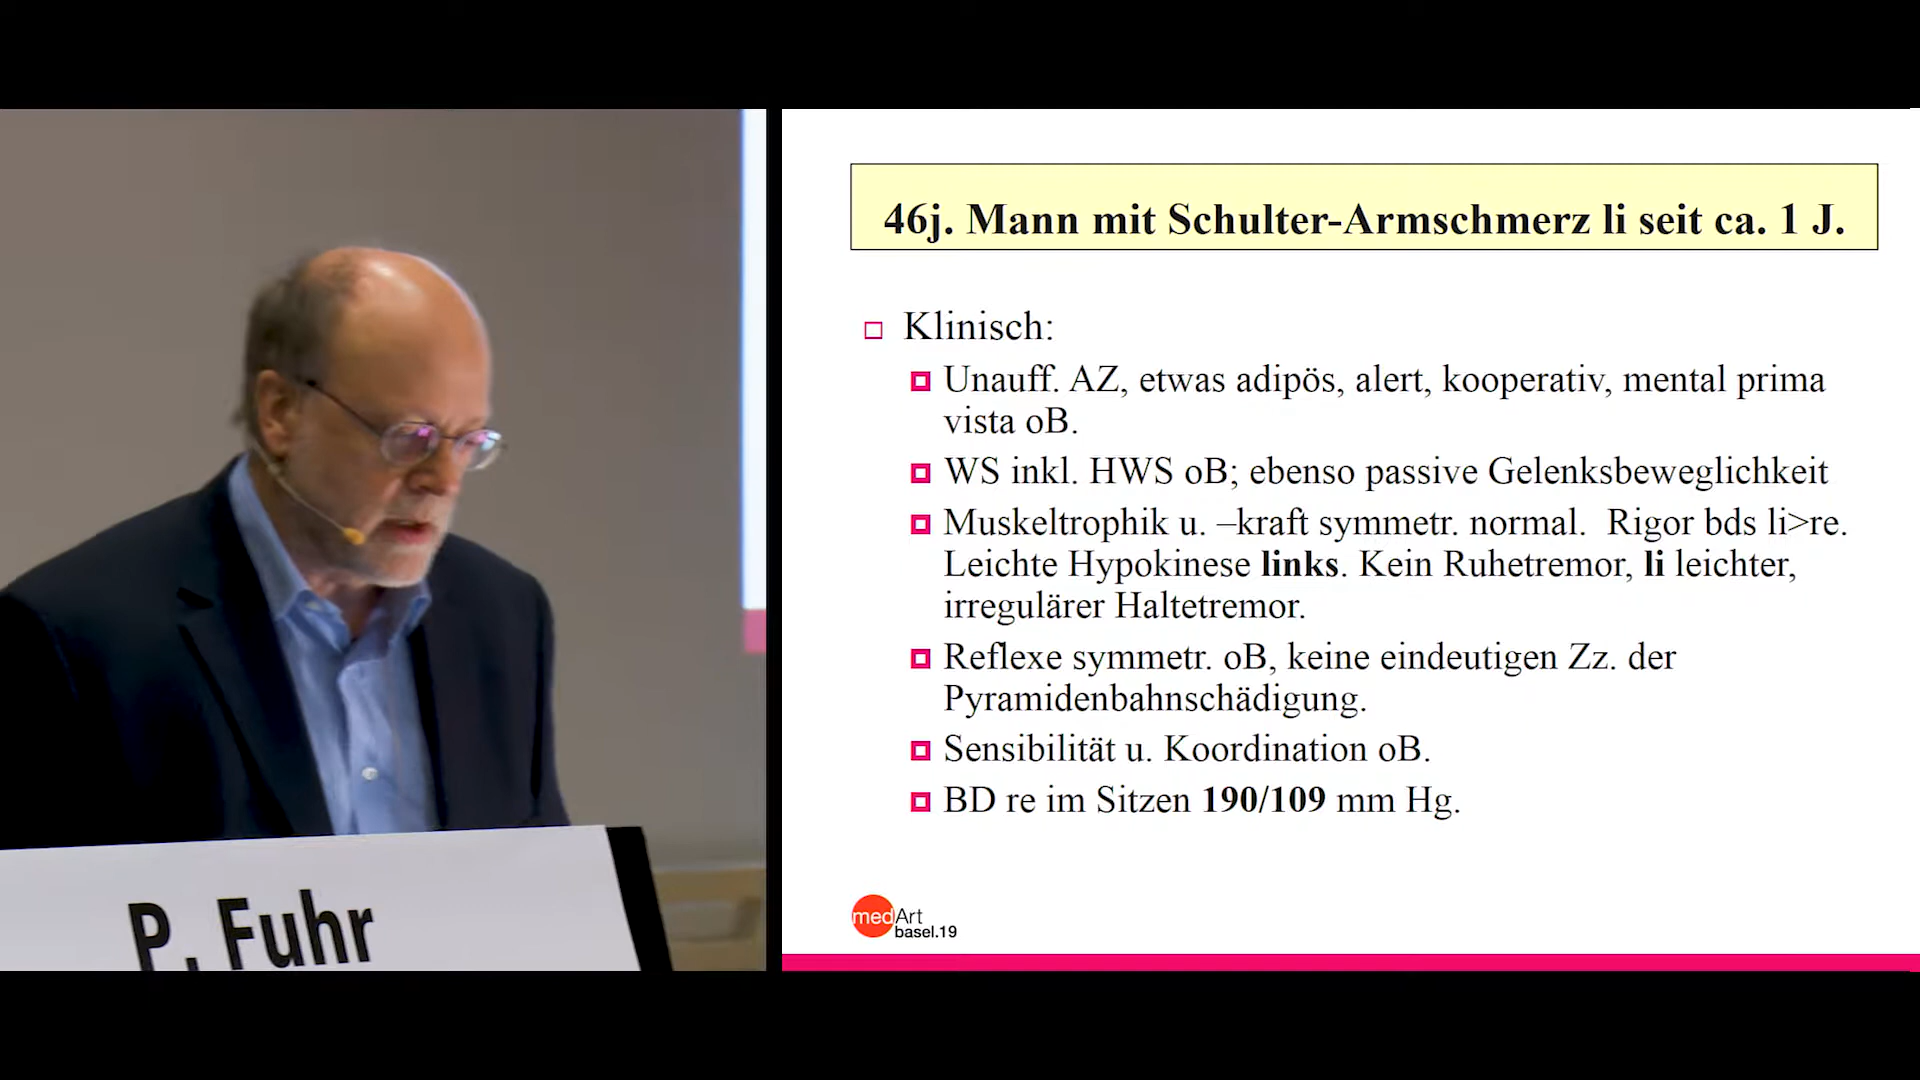 46j. Mann mit Schulter-Armschmerz li seit ca. 1 J.
Klinisch:
Unauff. AZ, etwas adipös, alert, kooperativ, mental prima
vista oB.
WS inkl. HWS oB; ebenso passive Gelenksbeweglichkeit
Muskeltrophik u. –kraft symmetr. normal. Rigor bds li>re.
Leichte Hypokinese links. Kein Ruhetremor, li leichter,
irregulärer Haltetremor.
Reflexe symmetr. oB, keine eindeutigen Zz. der
Pyramidenbahnschädigung.
Sensibilität u. Koordination oB.
BD re im Sitzen 190/109 mm Hg.
medArt
basel.19
P. Fuhr